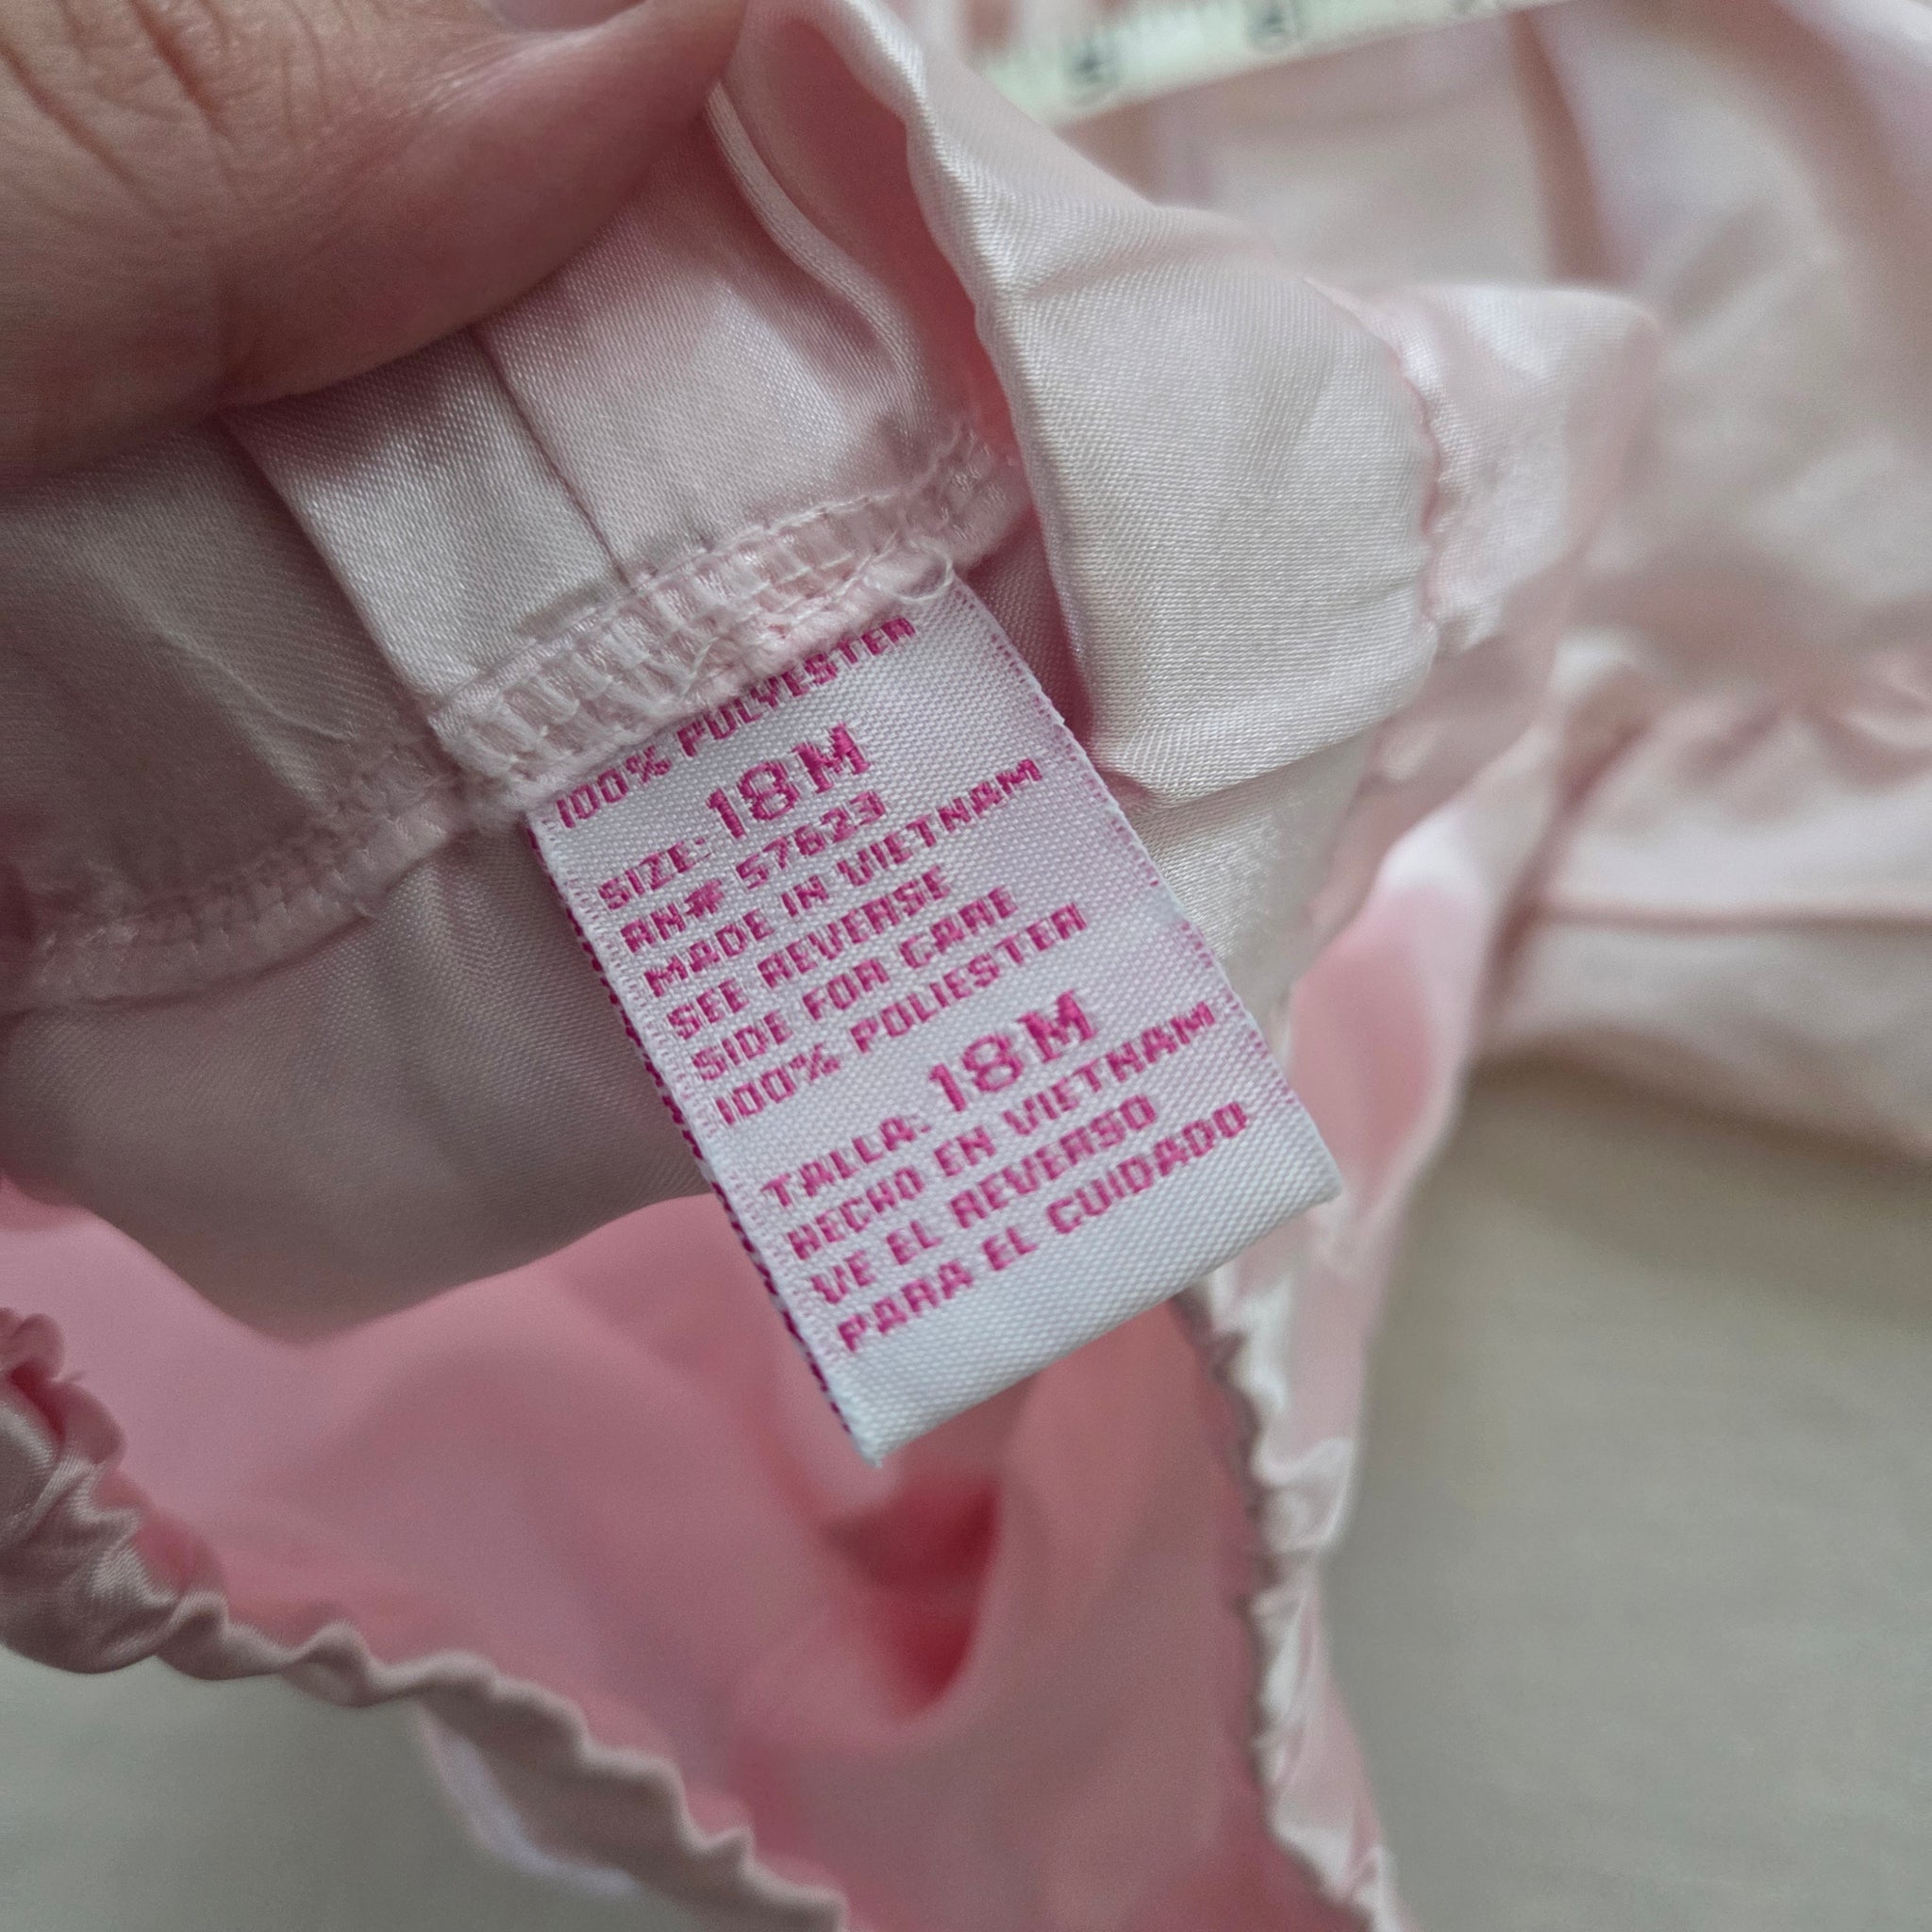 100% POLYESTER
SIZE: 18M
RN# 57623
MADE IN VIETNAM
SEE REVERSE
SIDE FOR CARE
100% POLIESTER
TALLA: 18M
HECHO EN VIETNAM
VE EL REVERSO
PARA EL CUIDADO